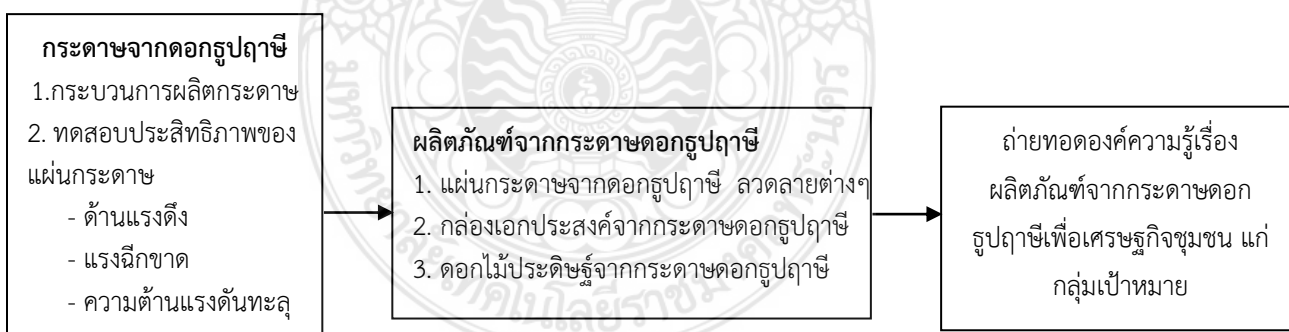 กระดาษจากดอกธูปฤาษี
1.กระบวนการผลิตกระดาษ
2. ทดสอบประสิทธิภาพของ
แผ่นกระดาษ
- ด้านแรงดึง
- แรงฉีกขาด
- ความต้านแรงดันทะลุ
ผลิตภัณฑ์จากกระดาษดอกธูปฤาษี
1. แผ่นกระดาษจากดอกธูปฤาษี ลวดลายต่างๆ
2. กล่องเอกประสงค์จากกระดาษดอกธูปฤาษี
3. ดอกไม้ประดิษฐ์จากกระดาษดอกธูปฤาษี
ถ่ายทอดองค์ความรู้เรื่อง
ผลิตภัณฑ์จากกระดาษดอก
ธูปฤาษีเพื่อเศรษฐกิจชุมชน แก่
กลุ่มเป้าหมาย